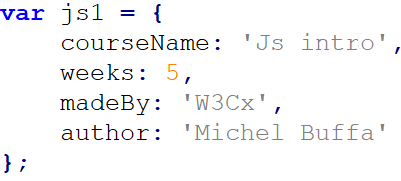 var js1 = {
    courseName: 'Js intro',
    weeks: 5,
    madeBy: 'W3Cx',
    author: 'Michel Buffa'
};